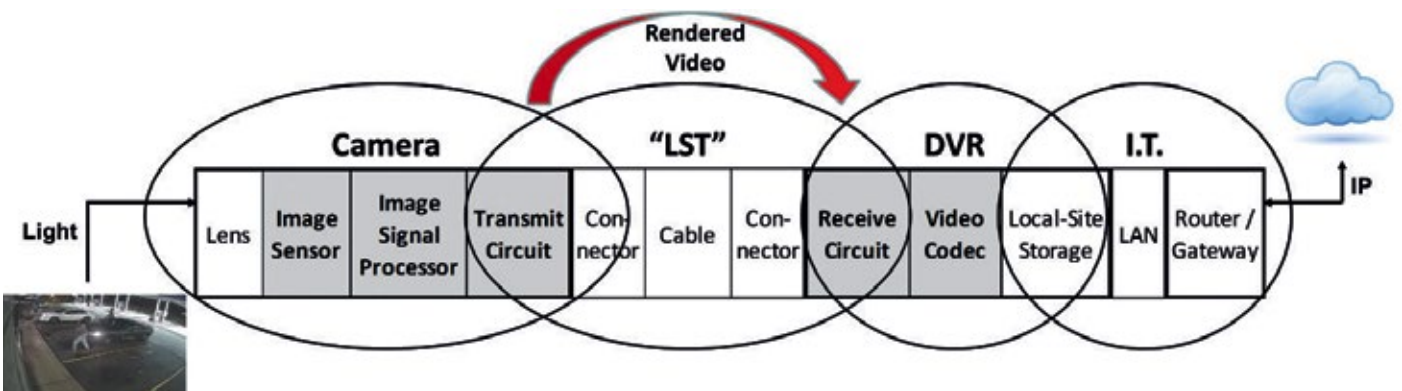 Rendered
Video
Camera
“LST”
DVR
I.T.
IP
Light
Lens
Image
Sensor
Image
Signal
Processor
Transmit
Circuit
Con-
nector
Cable
Con-
nector
Receive
Circuit
Video
Codec
Local-Site
Storage
LAN
Router /
Gateway